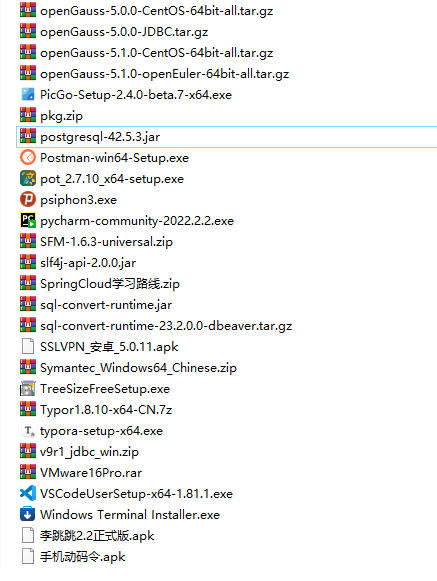 openGauss-5.0.0-CentOS-64bit-all.tar.gz
openGauss-5.0.0-JDBC.tar.gz
openGauss-5.1.0-CentOS-64bit-all.tar.gz
openGauss-5.1.0-openEuler-64bit-all.tar.gz
PicGo-Setup-2.4.0-beta.7-x64.exe
pkg.zip
postgresql-42.5.3.jar
Postman-win64-Setup.exe
pot_2.7.10_x64-setup.exe
psiphon3.exe
pycharm-community-2022.2.2.exe
SFM-1.6.3-universal.zip
slf4j-api-2.0.0.jar
SpringCloud学习路线.zip
sql-convert-runtime.jar
sql-convert-runtime-23.2.0.0-dbeaver.tar.gz
SSLVPN_安卓_5.0.11.apk
Symantec_Windows64_Chinese.zip
TreeSizeFreeSetup.exe
Typor1.8.10-x64-CN.7z
typora-setup-x64.exe
v9r1_jdbc_win.zip
VMware16Pro.rar
VSCodeUserSetup-x64-1.81.1.exe
Windows Terminal Installer.exe
李跳跳2.2正式版.apk
手机动码令.apk